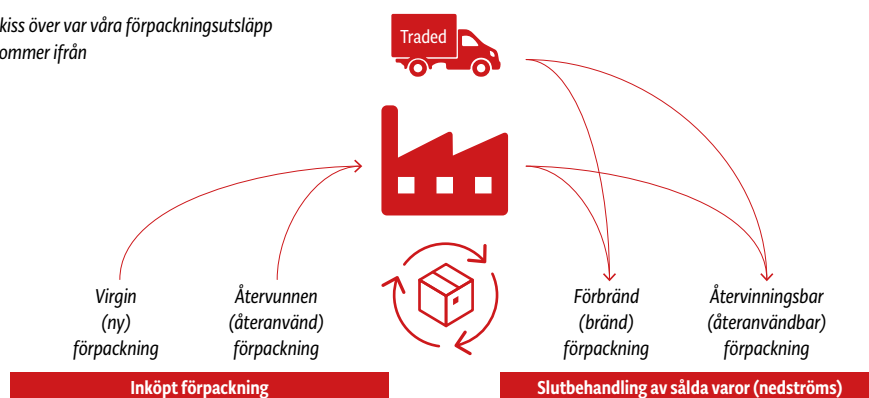 kiss över var våra förpackningsutsläpp
ommer ifrån
Traded
Virgin
(ny)
förpackning
Återvunnen
(återanvänd)
förpackning
Förbränd
(bränd)
förpackning
Återvinningsbar
(återanvändbar)
förpackning
Inköpt förpackning
Slutbehandling av sålda varor (nedströms)